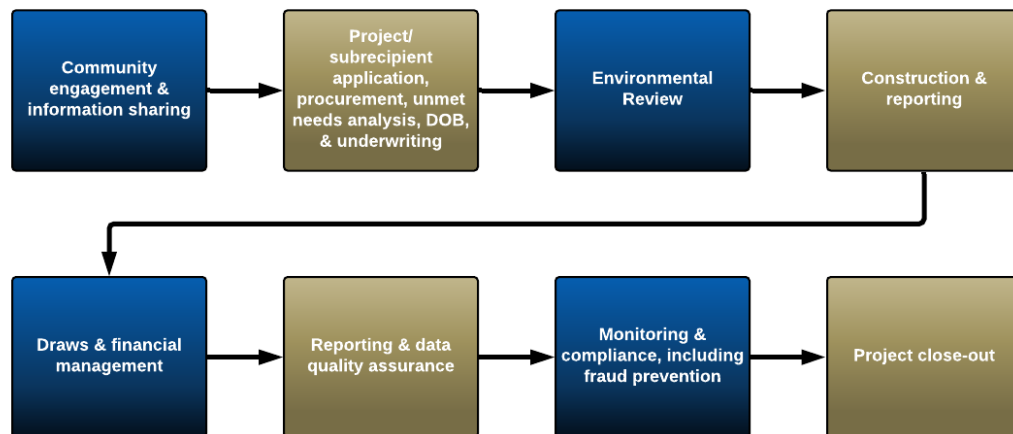 Community
engagement &
information sharing
Project/
subrecipient
application,
procurement, unmet
needs analysis, DOB,
& underwriting
Environmental
Review
Construction &
reporting
Draws & financial
management
Reporting & data
quality assurance
Monitoring &
compliance, including
fraud prevention
Project close-out